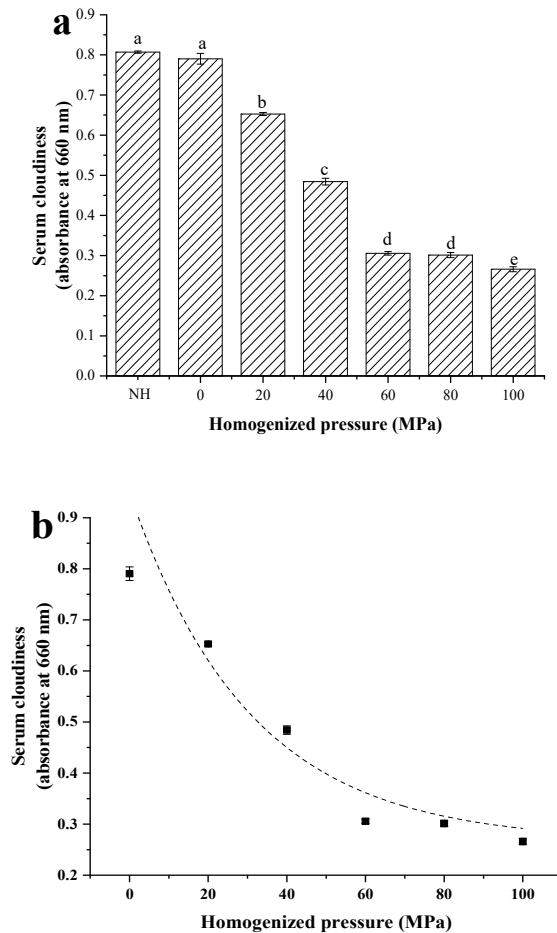 a
0.9
0.8
0.7
0.6
0.5
0.4
0.3
0.2
0.1
0.0
Serum cloudiness
(absorbance at 660 nm)
a
a
b
c
d
d
e
NH
0
20
40
60
80
100
Homogenized pressure (MPa)
b
0.9
0.8
0.7
0.6
0.5
0.4
0.3
0.2
Serum cloudiness
(absorbance at 660 nm)
0
20
40
60
80
100
Homogenized pressure (MPa)